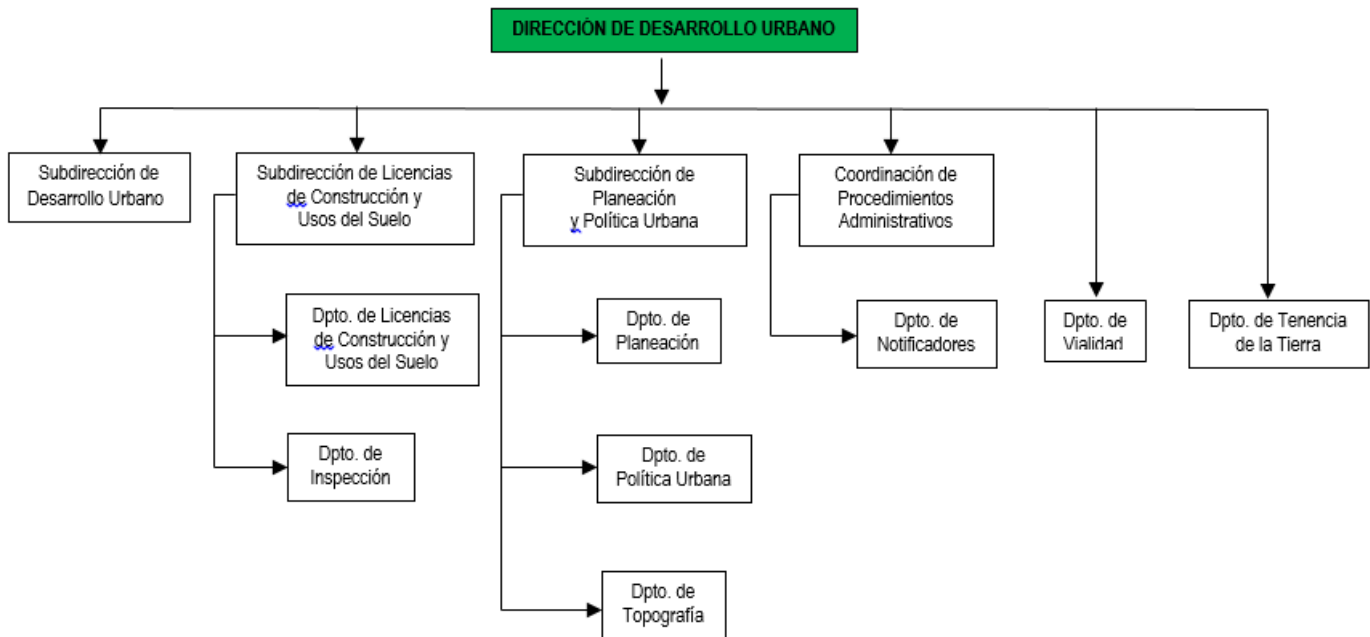 DIRECCIÓN DE DESARROLLO URBANO
Subdirección de
Desarrollo Urbano
Subdirección de Licencias
de Construcción y
Usos del Suelo
Subdirección de
Planeación
y Política Urbana
Coordinación de
Procedimientos
Administrativos
Dpto. de Licencias
de Construcción y
Usos del Suelo
Dpto. de
Planeación
Dpto. de
Notificadores
Dpto. de
Vialidad
Dpto. de Tenencia
de la Tierra
Dpto. de
Inspección
Dpto. de
Política Urbana
Dpto. de
Topografía